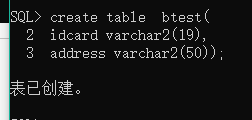 SQL> create table  btest(
  2  idcard varchar2(19),
  3  address varchar2(50));
表已创建。